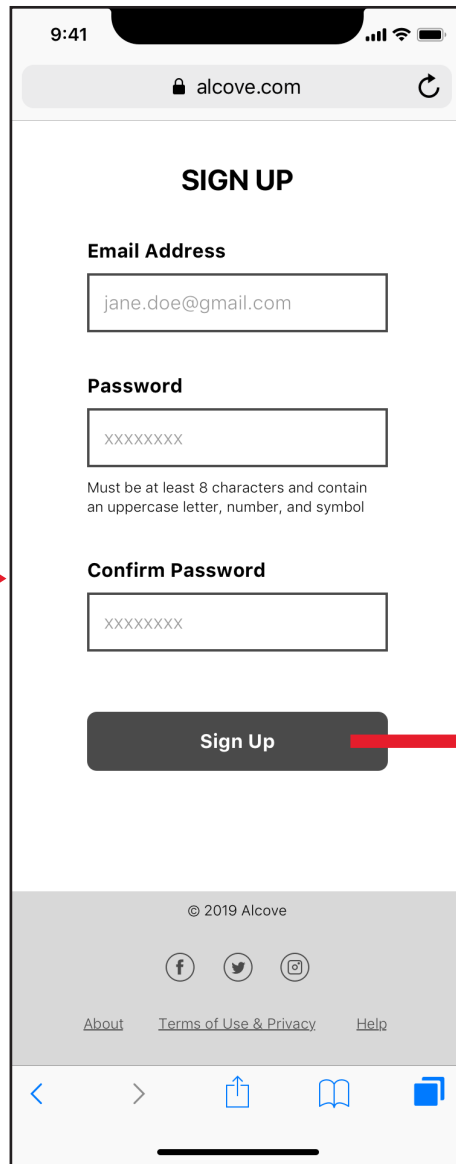 9:41
alcove.com
SIGN UP
Email Address
jane.doe@gmail.com
Password
xxxxxxxx
Must be at least 8 characters and contain
an uppercase letter, number, and symbol
Confirm Password
xxxxxxxx
Sign Up
© 2019 Alcove
About Terms of Use & Privacy Help